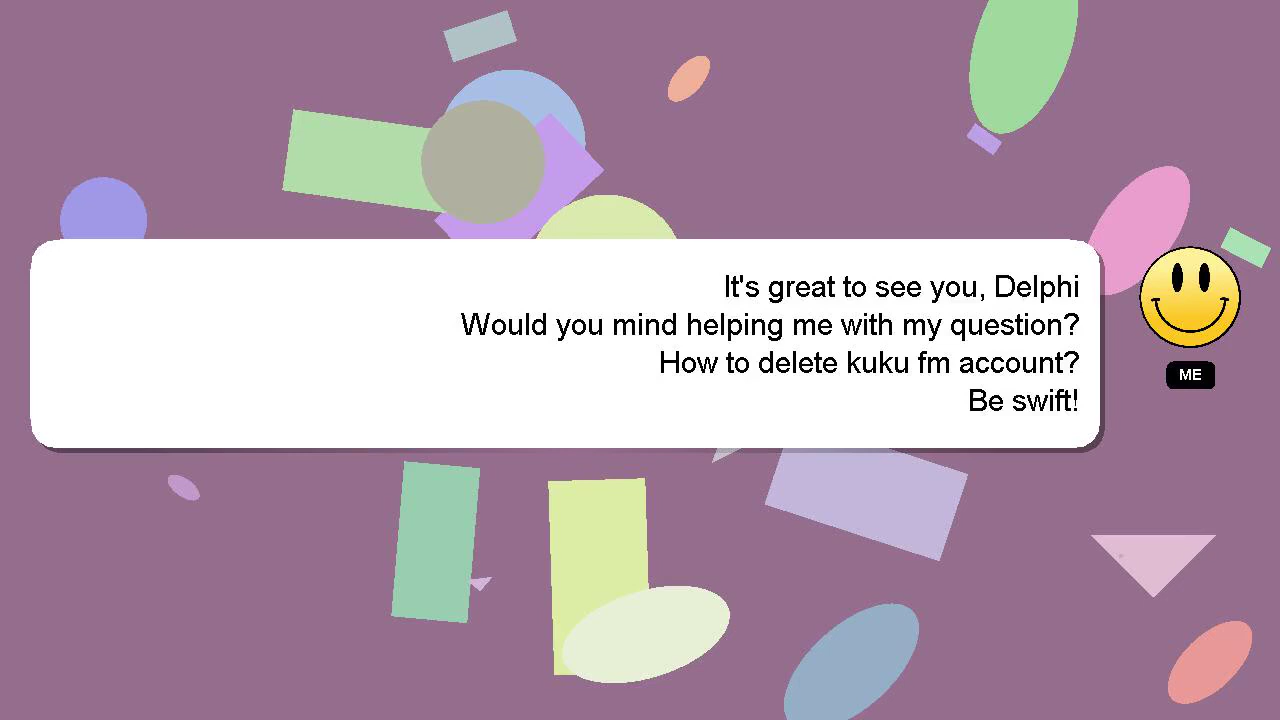 It's great to see you, Delphi
Would you mind helping me with my question?
How to delete kuku fm account?
Be swift!
ME